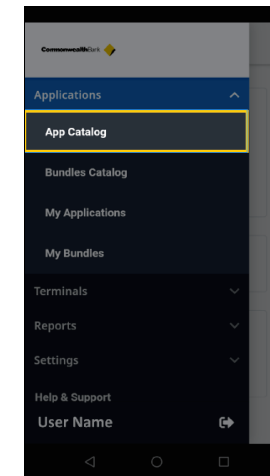 CommonwealthBank
Applications
App Catalog
Bundles Catalog
My Applications
My Bundles
Terminals
Reports
Settings
Help & Support
User Name